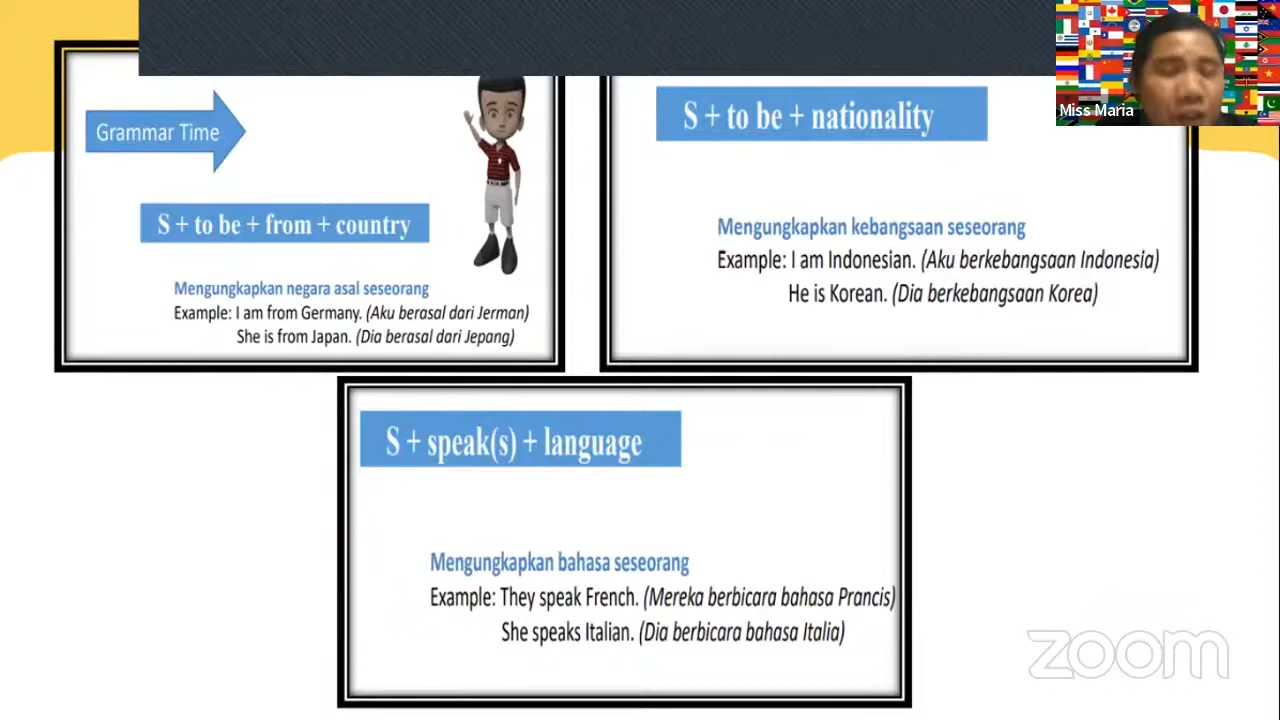 Miss Maria
Grammar Time
S + to be + from + country
Mengungkapkan negara asal seseorang
Example: I am from Germany. (Aku berasal dari Jerman)
She is from Japan. (Dia berasal dari Jepang)
S + to be + nationality
Mengungkapkan kebangsaan seseorang
Example: I am Indonesian. (Aku berkebangsaan Indonesia)
He is Korean. (Dia berkebangsaan Korea)
S + speak(s) + language
Mengungkapkan bahasa seseorang
Example: They speak French. (Mereka berbicara bahasa Prancis)
She speaks Italian. (Dia berbicara bahasa Italia)
zoom